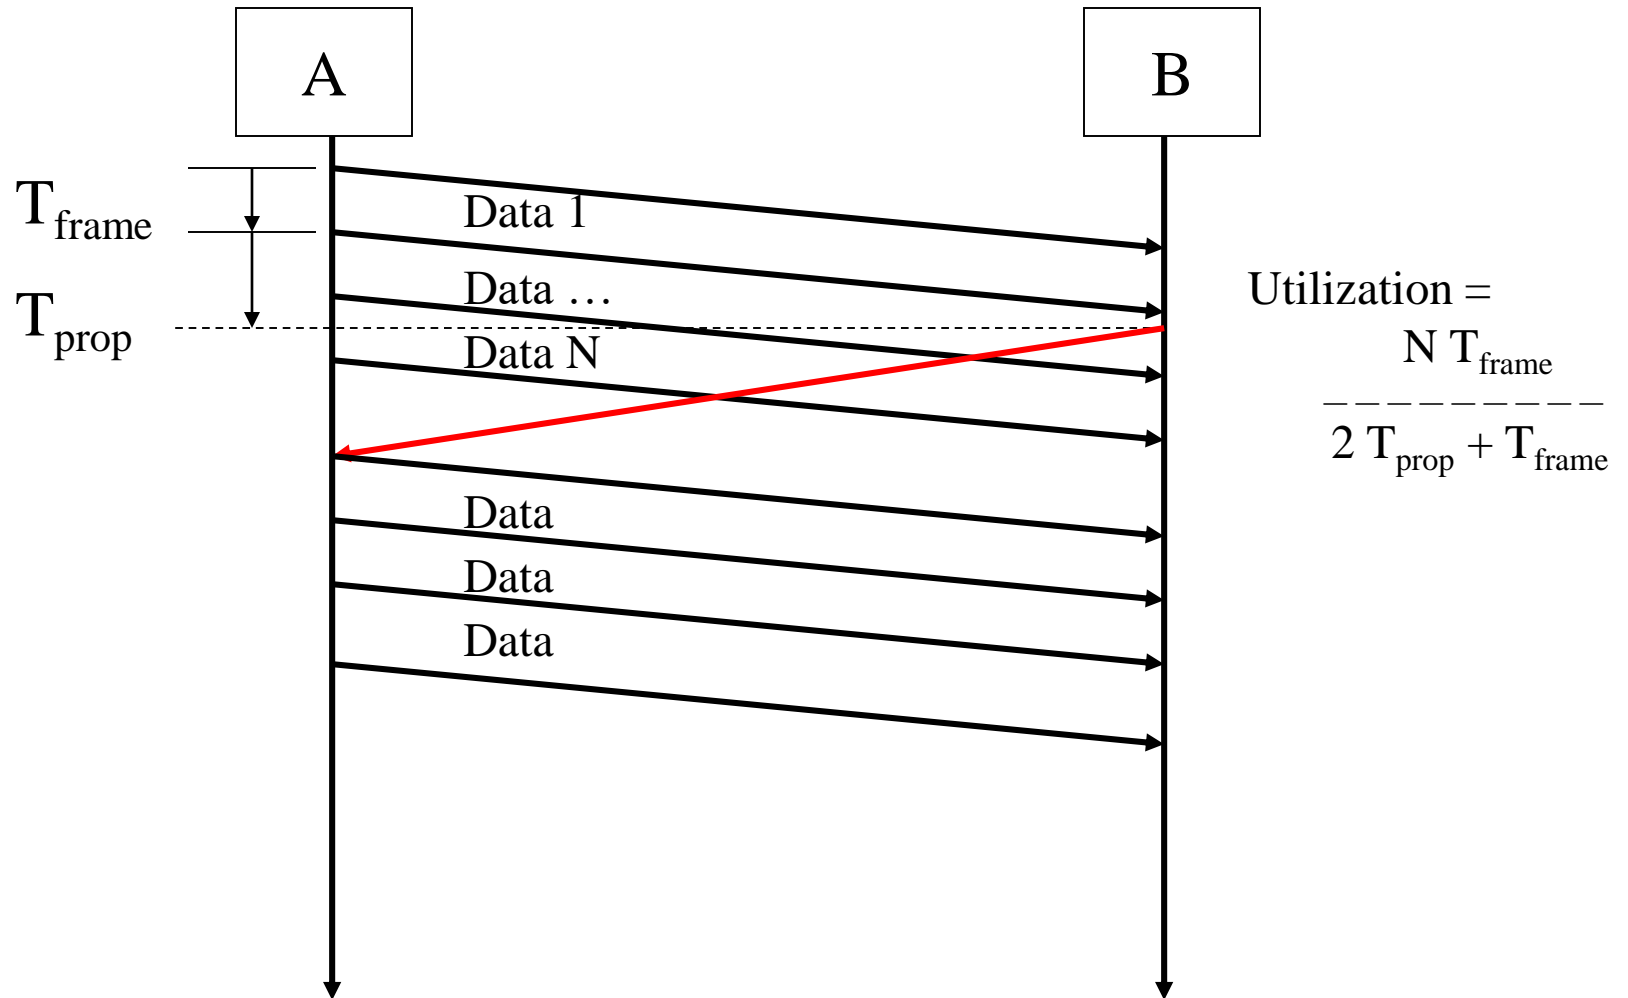 A
B
T frame
Data 1
Data …
T prop
Data N
Utilization =
N T frame
_ _ _ _ _ _ _ _ _
2 T prop + T frame
Data
Data
Data